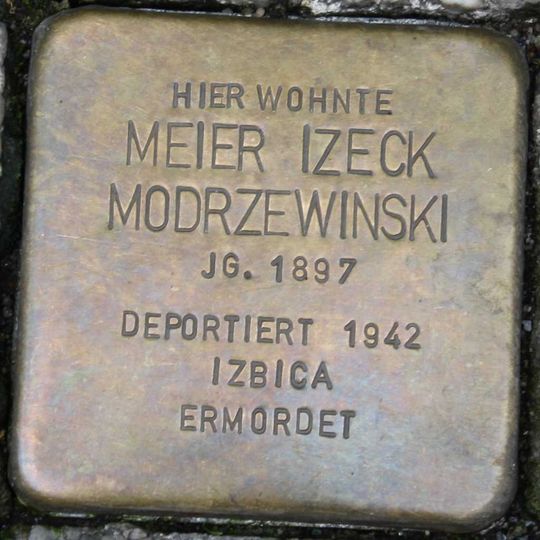 HIER WOHNTE
MEIER IZECK
MODRZEWINSKI
JG. 1897
DEPORTIERT 1942
IZBICA
ERMORDET